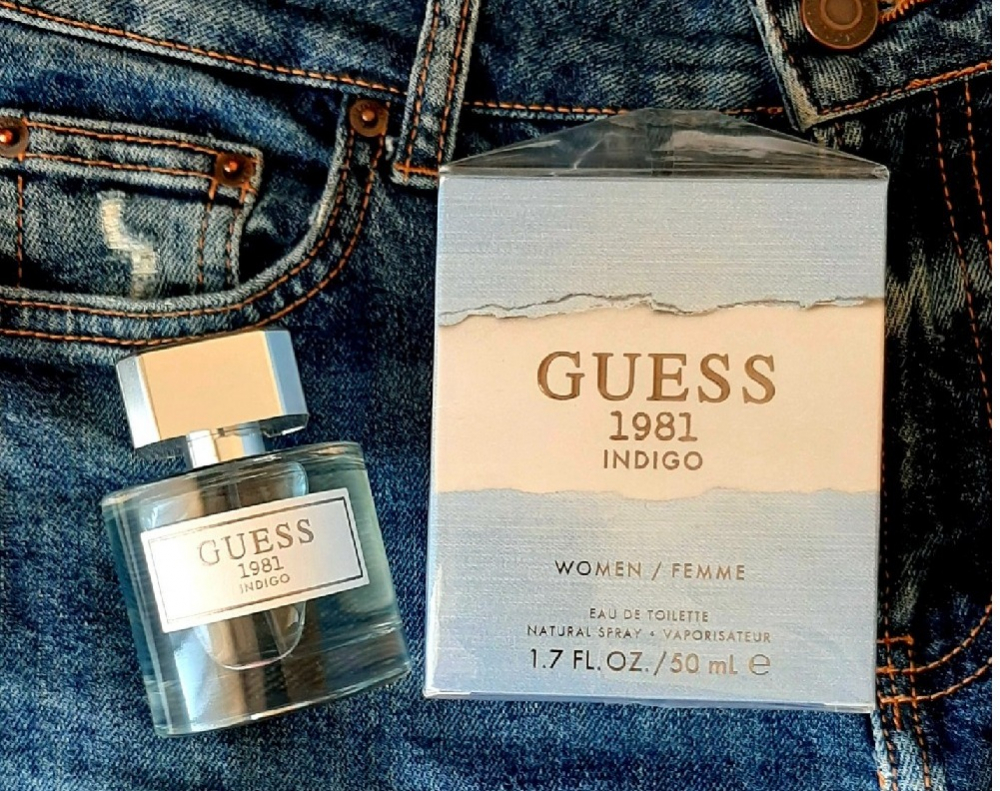 GUESS
1981
INDIGO
GUESS
1981
INDIGO
WOMEN / FEMME
EAU DE TOILETTE
NATURAL SPRAY • VAPORISATEUR
1.7 FL.OZ./50 mL ℮